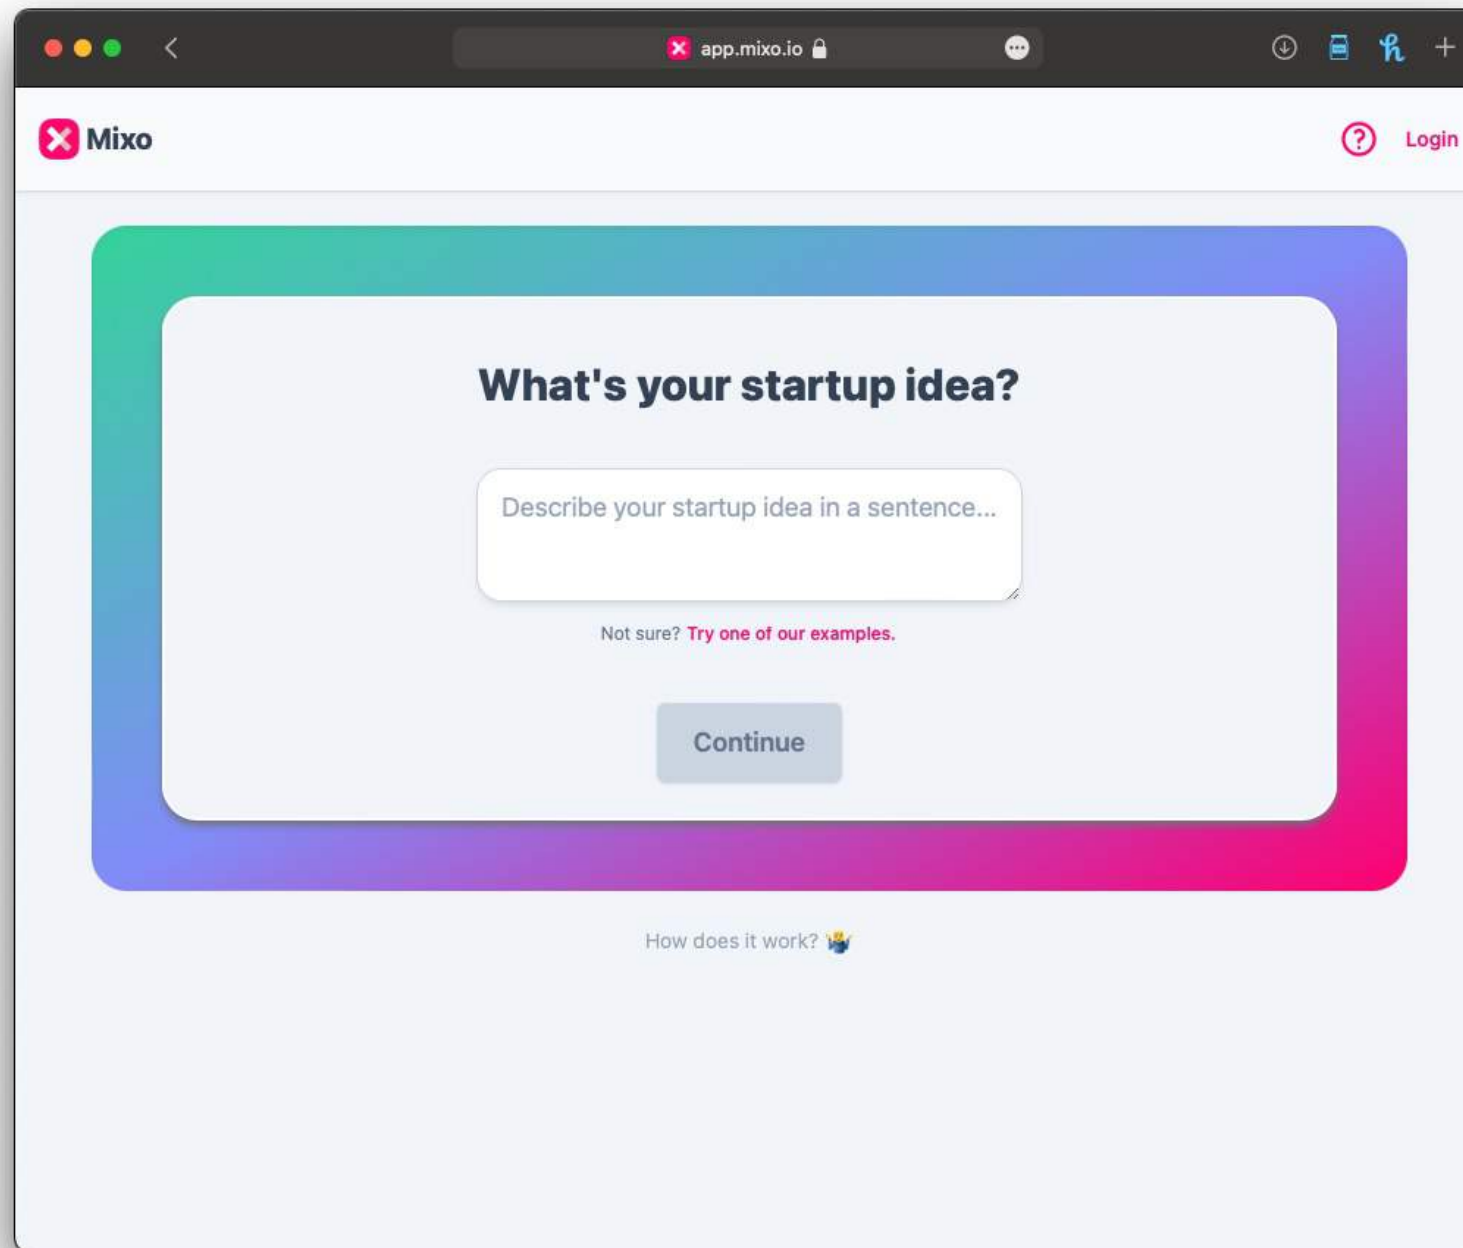 app.mixo.io
Mixo
Login
What's your startup idea?
Describe your startup idea in a sentence...
Not sure? Try one of our examples.
Continue
How does it work? 🤷